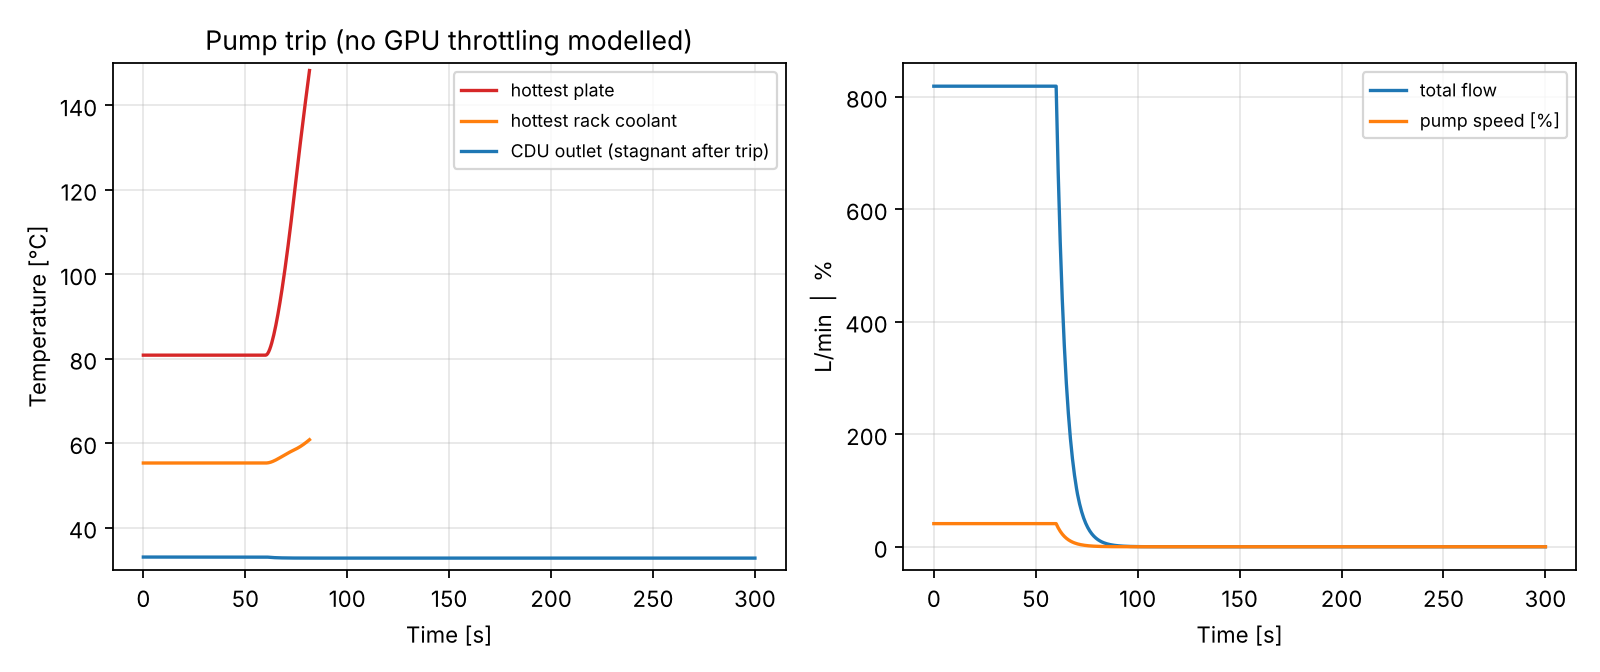 Pump trip (no GPU throttling modelled)
Temperature [°C]
140
120
100
80
60
40
hottest plate
hottest rack coolant
CDU outlet (stagnant after trip)
0 50 100 150 200 250 300
Time [s]
L/min | %
800
600
400
200
0
total flow
pump speed [%]
0 50 100 150 200 250 300
Time [s]